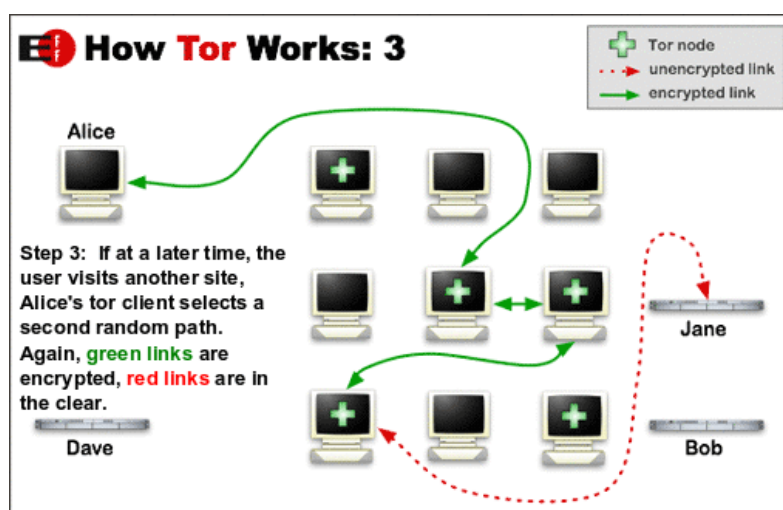 EFF How Tor Works: 3
Tor node
unencrypted link
encrypted link
Alice
Step 3: If at a later time, the
user visits another site,
Alice's tor client selects a
second random path.
Again, green links are
encrypted, red links are in
the clear.
Jane
Dave
Bob